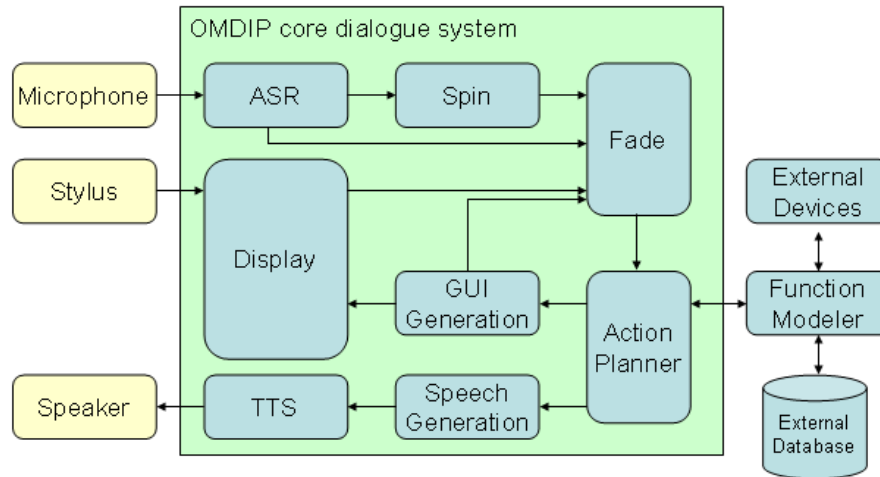 OMDIP core dialogue system
Microphone
ASR
Spin
Fade
Stylus
Display
External
Devices
GUI
Generation
Action
Planner
Function
Modeler
Speaker
TTS
Speech
Generation
External
Database